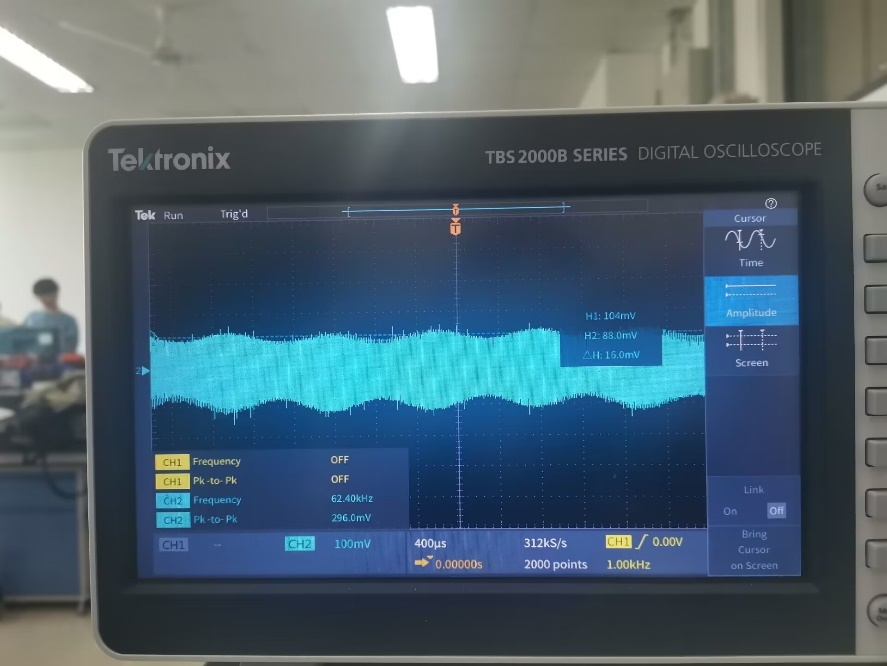 Tektronix
TBS 2000B SERIES DIGITAL OSCILLOSCOPE
Tek Run Trig'd
T
T
Cursor
Time
H1: 104mV
H2: 88.0mV
△H: 16.0mV
Amplitude
Screen
2
CH1 Frequency OFF
CH1 Pk-to-Pk OFF
CH2 Frequency 62.40kHz
CH2 Pk-to-Pk 296.0mV
Link
On Off
CH1 -- CH2 100mV
400µs 312kS/s CH1 0.00V
0.00000s 2000 points 1.00kHz
Bring
Cursor
on Screen